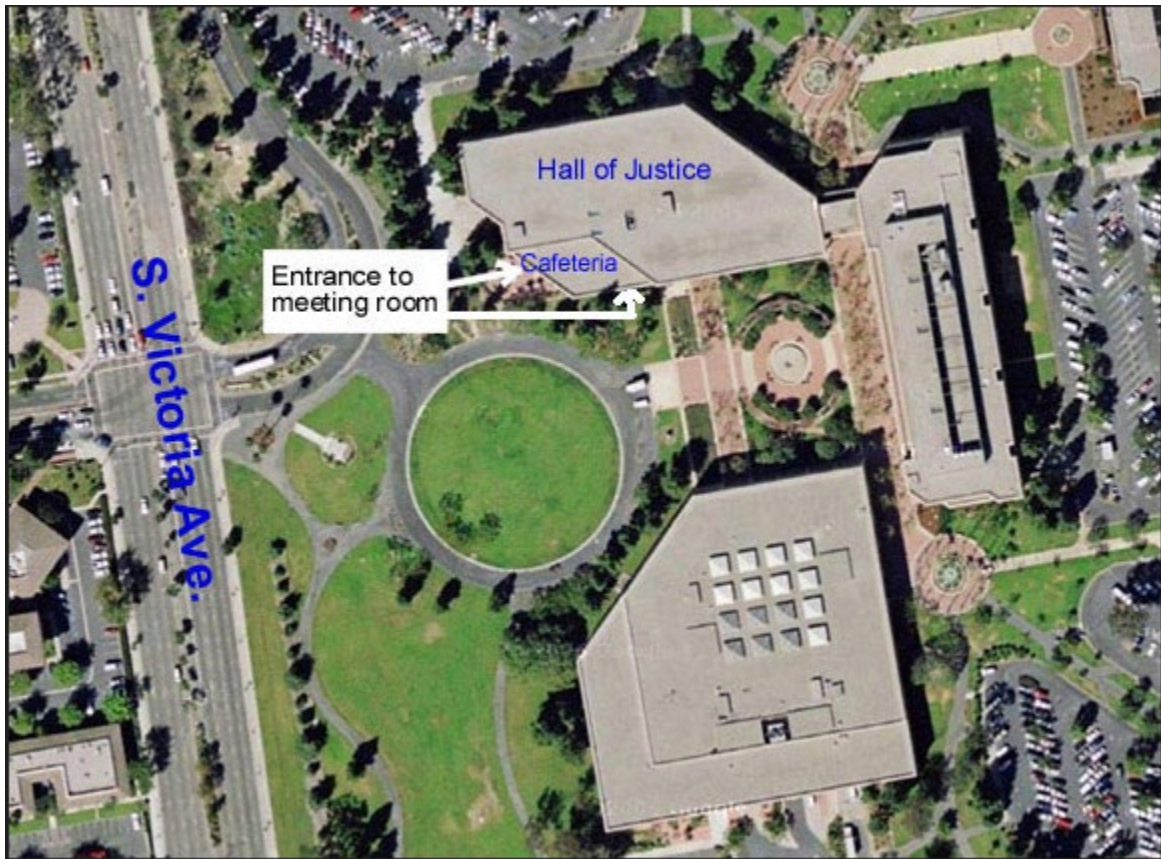 Hall of Justice
Cafeteria
Entrance to
meeting room
S. Victoria Ave.